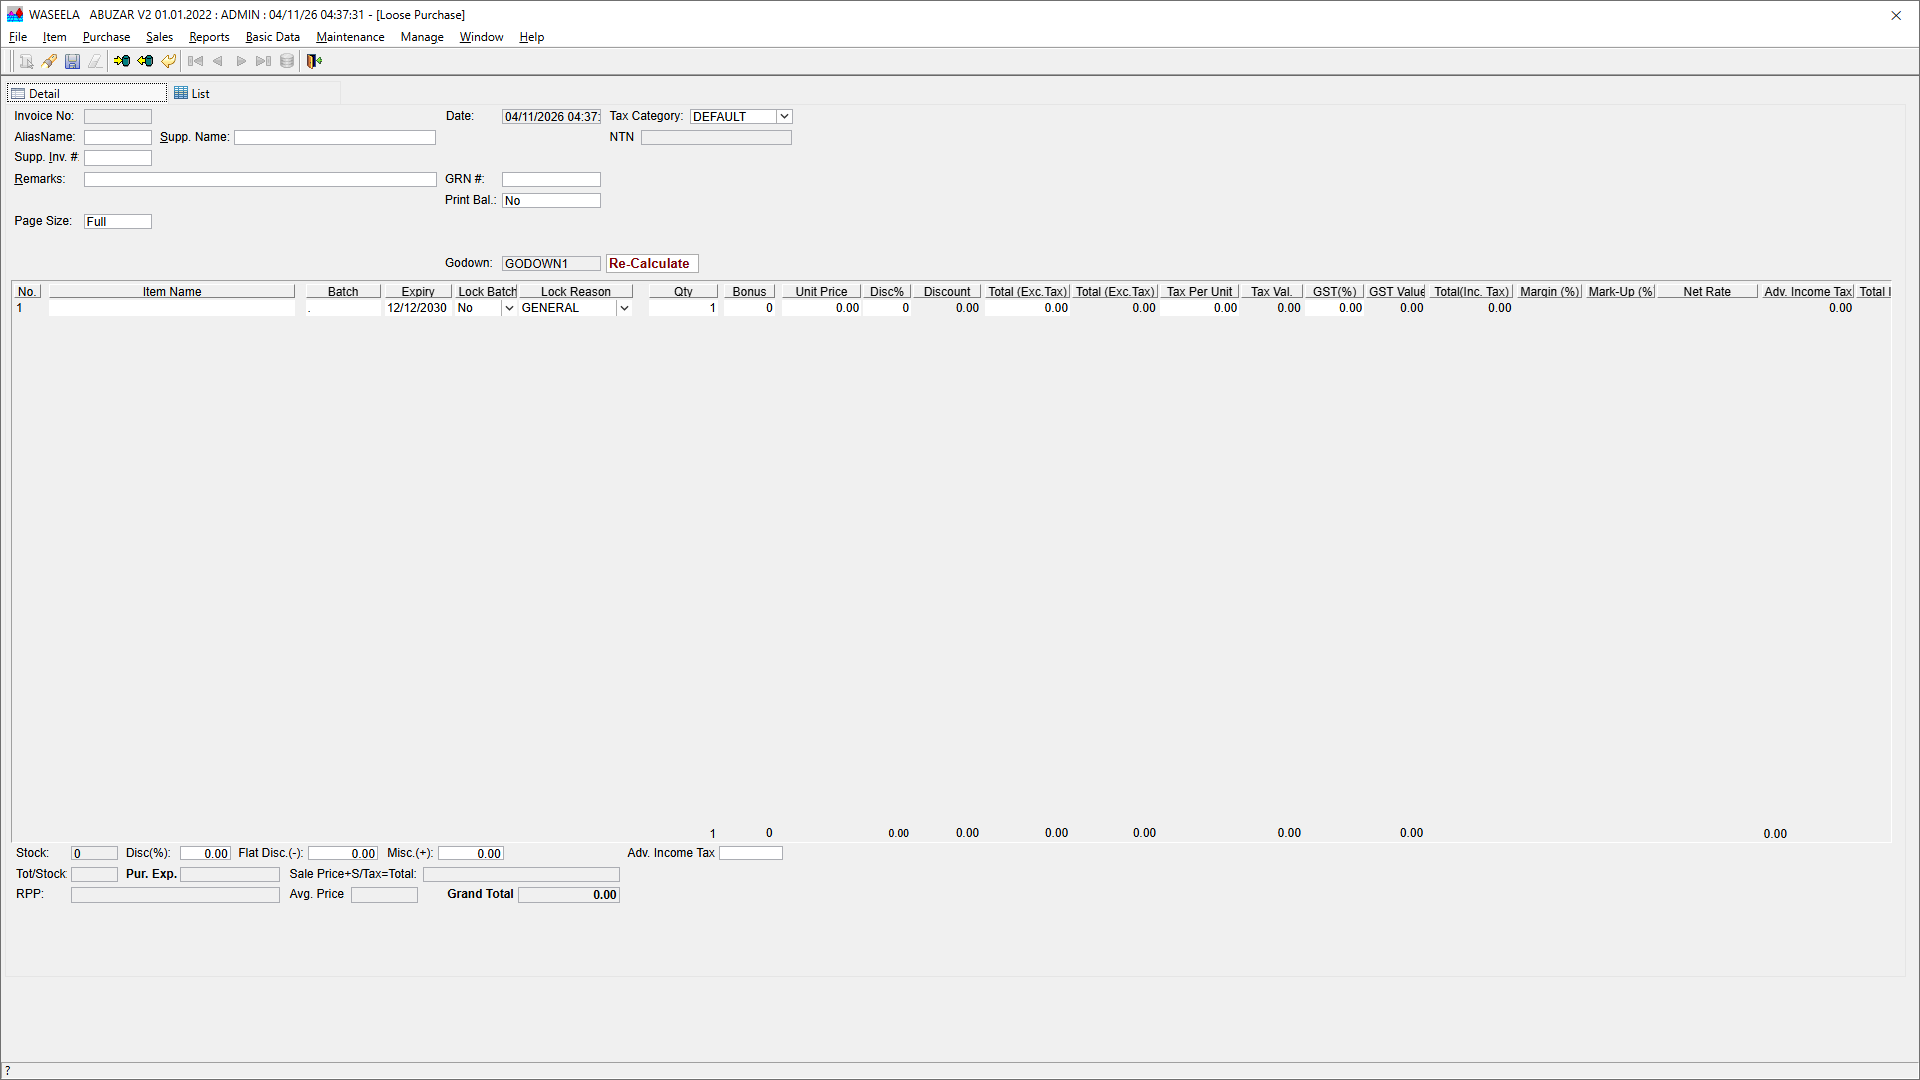 WASEELA ABUZAR V2 01.01.2022 : ADMIN : 04/11/26 04:37:31 - [Loose Purchase]
File Item Purchase Sales Reports Basic Data Maintenance Manage Window Help
Detail List
Invoice No: Date: 04/11/2026 04:37: Tax Category: DEFAULT
AliasName: Supp. Name: NTN
Supp. Inv. #:
Remarks: GRN #:
Print Bal.: No
Page Size: Full
Godown: GODOWN1 Re-Calculate
No. Item Name Batch Expiry Lock Batch Lock Reason Qty Bonus Unit Price Disc% Discount Total (Exc.Tax) Total (Exc.Tax) Tax Per Unit Tax Val. GST(%) GST Value Total(Inc. Tax) Margin (%) Mark-Up (% Net Rate Adv. Income Tax Total I
1 . 12/12/2030 No GENERAL 1 0 0.00 0 0.00 0.00 0.00 0.00 0.00 0.00 0.00 0.00 0.00
1 0 0.00 0.00 0.00 0.00 0.00 0.00 0.00
Stock: 0 Disc(%): 0.00 Flat Disc.(-): 0.00 Misc.(+): 0.00 Adv. Income Tax
Tot/Stock: Pur. Exp. Sale Price+S/Tax=Total:
RPP: Avg. Price Grand Total 0.00
?